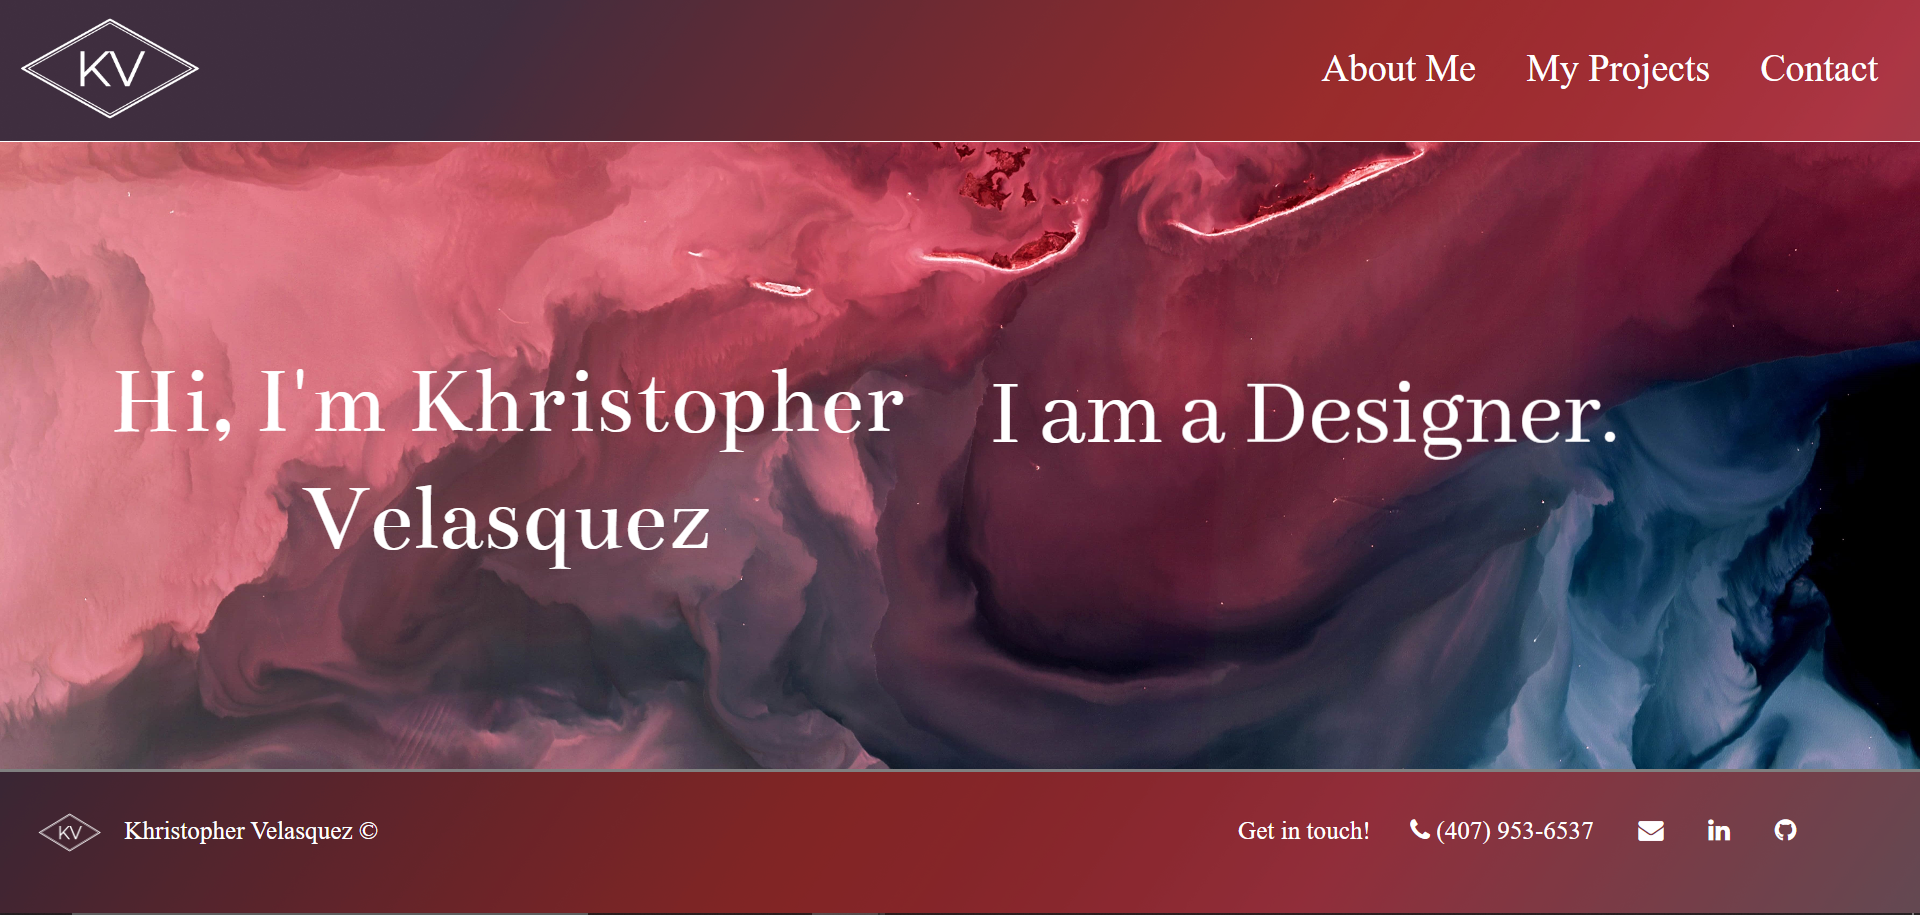 KV
About Me My Projects Contact
Hi, I'm Khristopher
Velasquez
I am a Designer.
KV Khristopher Velasquez ©
Get in touch! (407) 953-6537 in